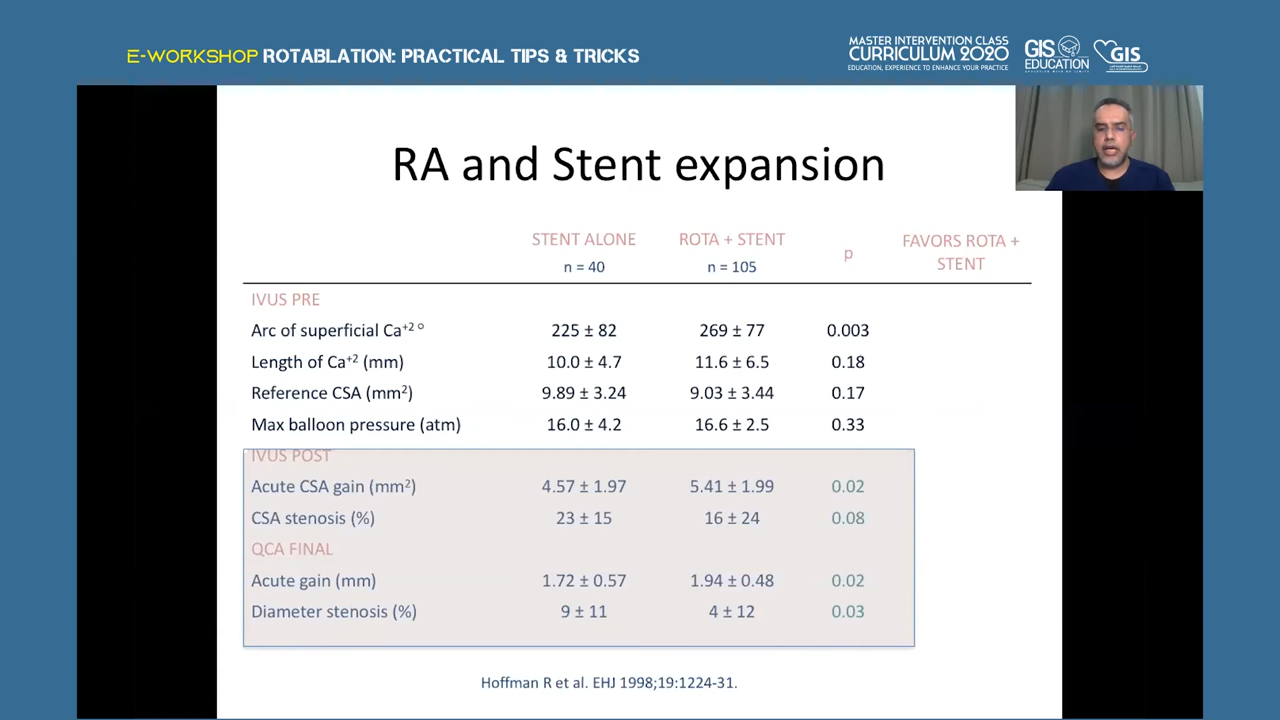 E-WORKSHOP ROTABLATION: PRACTICAL TIPS & TRICKS
MASTER INTERVENTION CLASS
CURRICULUM 2020
EDUCATION, EXPERIENCE TO ENHANCE YOUR PRACTICE
GIS
EDUCATION
GIS
RA and Stent expansion
STENT ALONE ROTA + STENT p FAVORS ROTA + STENT
n = 40 n = 105
IVUS PRE
Arc of superficial Ca⁺² ° 225 ± 82 269 ± 77 0.003
Length of Ca⁺² (mm) 10.0 ± 4.7 11.6 ± 6.5 0.18
Reference CSA (mm²) 9.89 ± 3.24 9.03 ± 3.44 0.17
Max balloon pressure (atm) 16.0 ± 4.2 16.6 ± 2.5 0.33
IVUS POST
Acute CSA gain (mm²) 4.57 ± 1.97 5.41 ± 1.99 0.02
CSA stenosis (%) 23 ± 15 16 ± 24 0.08
QCA FINAL
Acute gain (mm) 1.72 ± 0.57 1.94 ± 0.48 0.02
Diameter stenosis (%) 9 ± 11 4 ± 12 0.03
Hoffman R et al. EHJ 1998;19:1224-31.